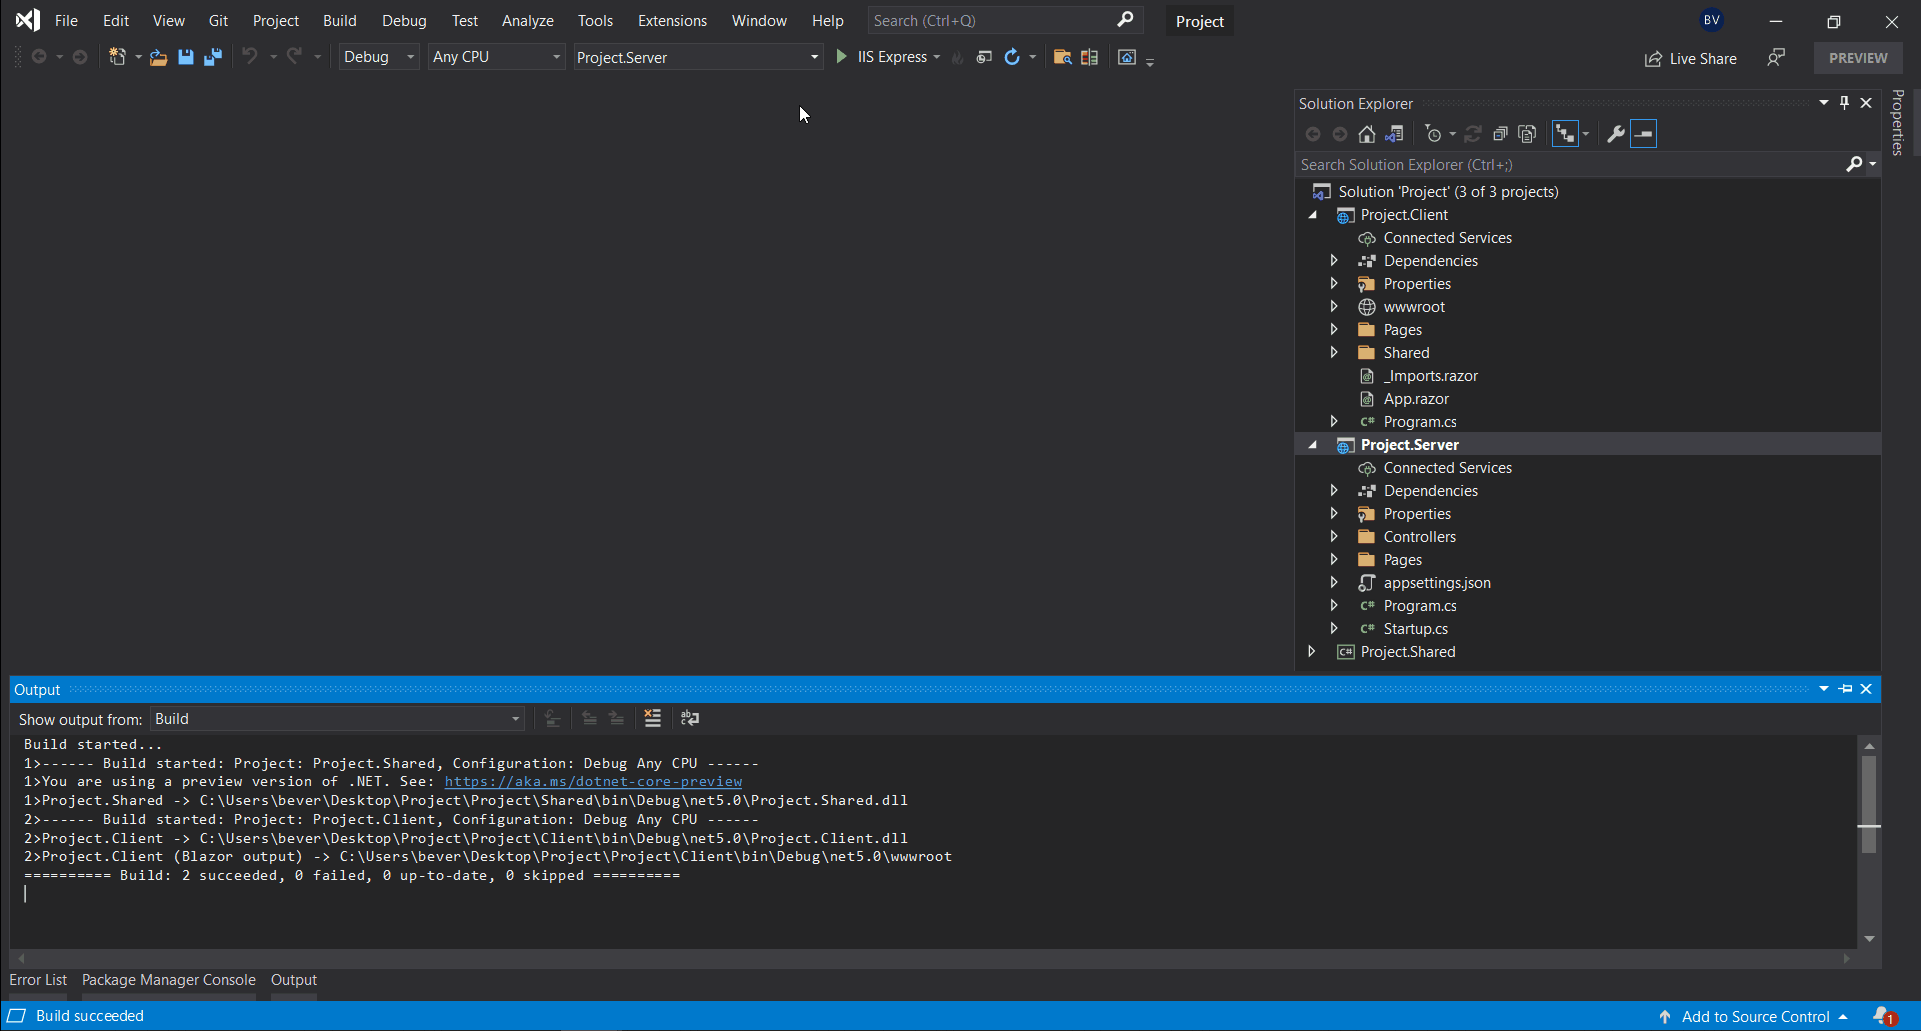 File Edit View Git Project Build Debug Test Analyze Tools Extensions Window Help Search (Ctrl+Q) Project BV
Debug Any CPU Project.Server IIS Express Live Share PREVIEW
Solution Explorer
Properties
Search Solution Explorer (Ctrl+;)
Solution 'Project' (3 of 3 projects)
Project.Client
Connected Services
Dependencies
Properties
wwwroot
Pages
Shared
_Imports.razor
App.razor
C# Program.cs
Project.Server
Connected Services
Dependencies
Properties
Controllers
Pages
appsettings.json
C# Program.cs
C# Startup.cs
C# Project.Shared
Output
Show output from: Build
Build started...
1>------ Build started: Project: Project.Shared, Configuration: Debug Any CPU ------
1>You are using a preview version of .NET. See: https://aka.ms/dotnet-core-preview
1>Project.Shared -> C:\Users\bever\Desktop\Project\Project\Shared\bin\Debug\net5.0\Project.Shared.dll
2>------ Build started: Project: Project.Client, Configuration: Debug Any CPU ------
2>Project.Client -> C:\Users\bever\Desktop\Project\Project\Client\bin\Debug\net5.0\Project.Client.dll
2>Project.Client (Blazor output) -> C:\Users\bever\Desktop\Project\Project\Client\bin\Debug\net5.0\wwwroot
========== Build: 2 succeeded, 0 failed, 0 up-to-date, 0 skipped ==========
Error List Package Manager Console Output
Build succeeded Add to Source Control 1